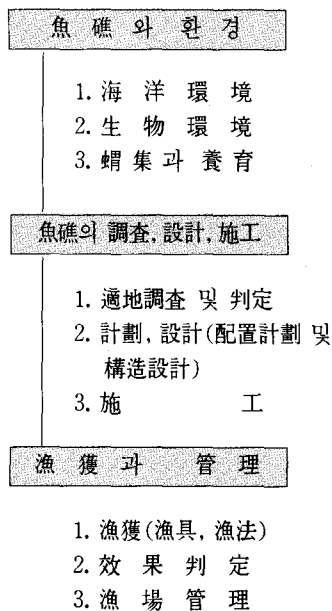 魚礁와 환경
1. 海洋環境
2. 生物環境
3. 蝟集과 養育
魚礁의 調査, 設計, 施工
1. 適地調査 및 判定
2. 計劃, 設計(配置計劃 및
構造設計)
3. 施工
漁獲과 管理
1. 漁獲(漁具, 漁法)
2. 效果判定
3. 漁場管理